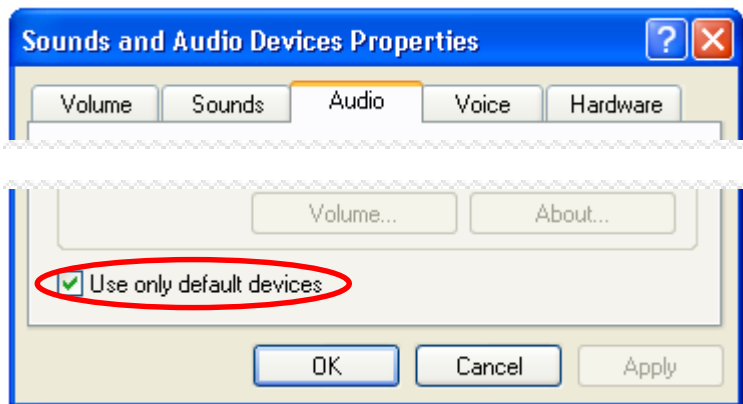 Sounds and Audio Devices Properties ?
Volume Sounds Audio Voice Hardware
Volume... About...
Use only default devices
OK Cancel Apply